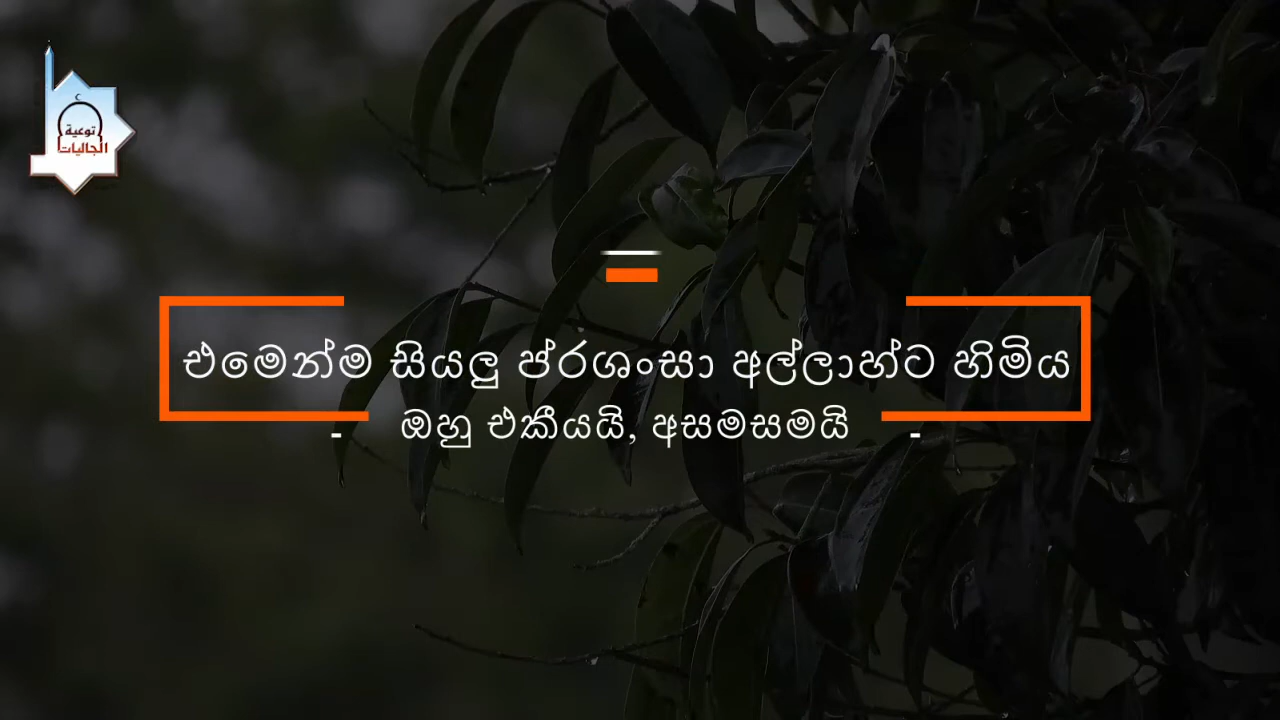 توعية
الجاليات
එමෙන්ම සියලු ප්රශංසා අල්ලාහ්ට හිමිය
ඔහු එකීයයි, අසමසමයි